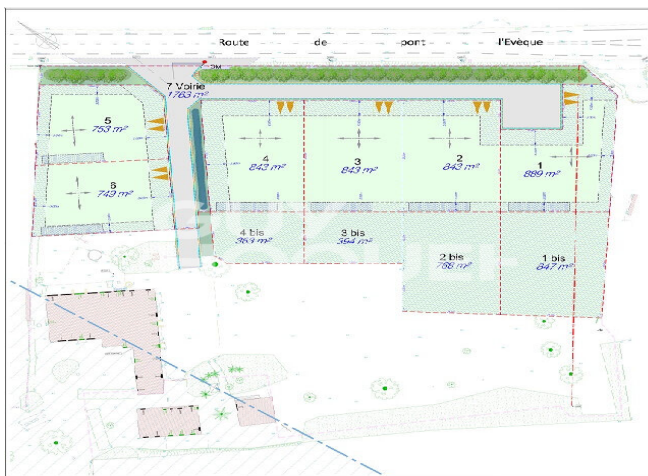 Route de pont l'Evèque
7 Voirie
1763 m²
5
753 m²
6
743 m²
4
843 m²
3
843 m²
2
843 m²
1
889 m²
4 bis
363 m²
3 bis
394 m²
2 bis
766 m²
1 bis
847 m²